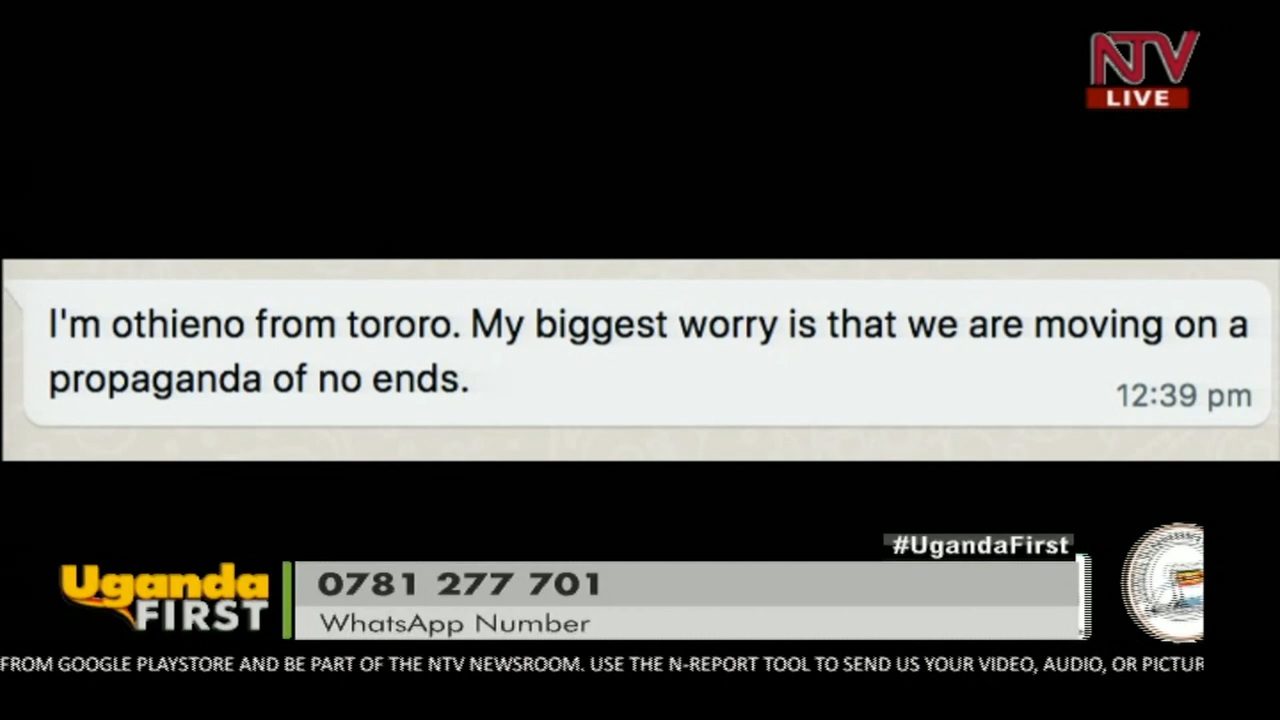 NTV
LIVE
I'm othieno from tororo. My biggest worry is that we are moving on a
propaganda of no ends.
12:39 pm
#UgandaFirst
Uganda
FIRST
0781 277 701
WhatsApp Number
FROM GOOGLE PLAYSTORE AND BE PART OF THE NTV NEWSROOM. USE THE N-REPORT TOOL TO SEND US YOUR VIDEO, AUDIO, OR PICTUR